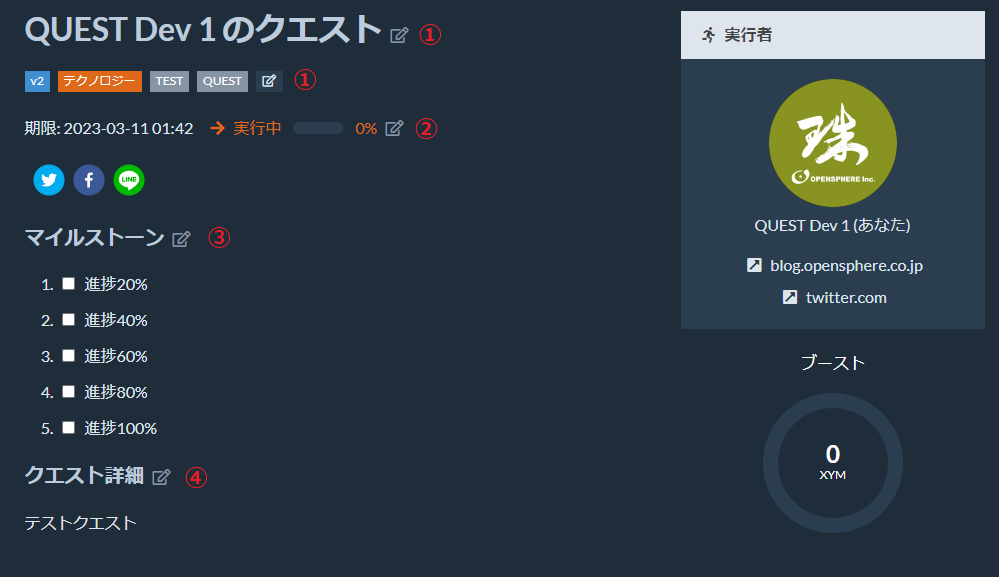 QUEST Dev 1 のクエスト ①
v2 テクノロジー TEST QUEST ①
期限: 2023-03-11 01:42 → 実行中 0% ②
LINE
マイルストーン ③
1. 進捗20%
2. 進捗40%
3. 進捗60%
4. 進捗80%
5. 進捗100%
クエスト詳細 ④
テストクエスト
実行者
珠
OPENSPHERE Inc.
QUEST Dev 1 (あなた)
blog.opensphere.co.jp
twitter.com
ブースト
0
XYM